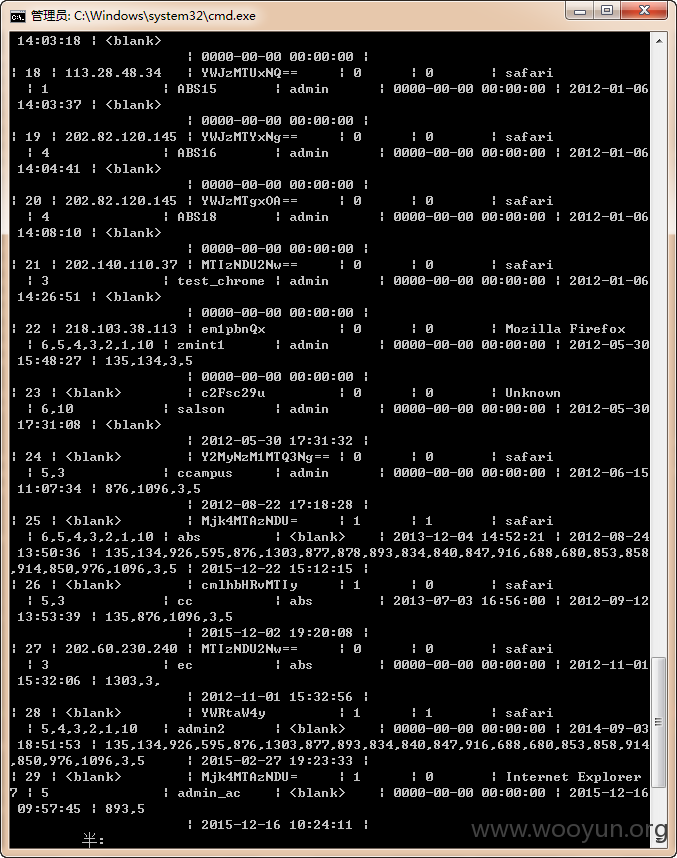 管理员: C:\Windows\system32\cmd.exe
14:03:18 ¦ <blank>
¦ 0000-00-00 00:00:00 ¦
¦ 18 ¦ 113.28.48.34 ¦ YWJzMTUxNQ== ¦ 0 ¦ 0 ¦ safari
¦ 1 ¦ ABS15 ¦ admin ¦ 0000-00-00 00:00:00 ¦ 2012-01-06
14:03:37 ¦ <blank>
¦ 0000-00-00 00:00:00 ¦
¦ 19 ¦ 202.82.120.145 ¦ YWJzMTYxNg== ¦ 0 ¦ 0 ¦ safari
¦ 4 ¦ ABS16 ¦ admin ¦ 0000-00-00 00:00:00 ¦ 2012-01-06
14:04:41 ¦ <blank>
¦ 0000-00-00 00:00:00 ¦
¦ 20 ¦ 202.82.120.145 ¦ YWJzMTgxOA== ¦ 0 ¦ 0 ¦ safari
¦ 4 ¦ ABS18 ¦ admin ¦ 0000-00-00 00:00:00 ¦ 2012-01-06
14:08:10 ¦ <blank>
¦ 0000-00-00 00:00:00 ¦
¦ 21 ¦ 202.140.110.37 ¦ MTIzNDU2Nw== ¦ 0 ¦ 0 ¦ safari
¦ 3 ¦ test_chrome ¦ admin ¦ 0000-00-00 00:00:00 ¦ 2012-01-06
14:26:51 ¦ <blank>
¦ 0000-00-00 00:00:00 ¦
¦ 22 ¦ 218.103.38.113 ¦ em1pbnQx ¦ 0 ¦ 0 ¦ Mozilla Firefox
¦ 6,5,4,3,2,1,10 ¦ zmint1 ¦ admin ¦ 0000-00-00 00:00:00 ¦ 2012-05-30
15:48:27 ¦ 135,134,3,5
¦ 0000-00-00 00:00:00 ¦
¦ 23 ¦ <blank> ¦ c2Fsc29u ¦ 0 ¦ 0 ¦ Unknown
¦ 6,10 ¦ salson ¦ admin ¦ 0000-00-00 00:00:00 ¦ 2012-05-30
17:31:08 ¦ <blank>
¦ 2012-05-30 17:31:32 ¦
¦ 24 ¦ <blank> ¦ Y2MyNzM1MTQ3Ng== ¦ 0 ¦ 0 ¦ safari
¦ 5,3 ¦ ccampus ¦ admin ¦ 0000-00-00 00:00:00 ¦ 2012-06-15
11:07:34 ¦ 876,1096,3,5
¦ 2012-08-22 17:18:28 ¦
¦ 25 ¦ <blank> ¦ Mjk4MTAzNDU= ¦ 1 ¦ 1 ¦ safari
¦ 6,5,4,3,2,1,10 ¦ abs ¦ <blank> ¦ 2013-12-04 14:52:21 ¦ 2012-08-24
13:50:36 ¦ 135,134,926,595,876,1303,877,878,893,834,840,847,916,688,680,853,858
,914,850,976,1096,3,5 ¦ 2015-12-22 15:12:15 ¦
¦ 26 ¦ <blank> ¦ cmlhbHRvMTIy ¦ 1 ¦ 0 ¦ safari
¦ 5,3 ¦ cc ¦ abs ¦ 2013-07-03 16:56:00 ¦ 2012-09-12
13:53:39 ¦ 135,876,1096,3,5
¦ 2015-12-02 19:20:08 ¦
¦ 27 ¦ 202.60.230.240 ¦ MTIzNDU2Nw== ¦ 0 ¦ 0 ¦ safari
¦ 3 ¦ ec ¦ abs ¦ 0000-00-00 00:00:00 ¦ 2012-11-01
15:32:06 ¦ 1303,3,
¦ 2012-11-01 15:32:56 ¦
¦ 28 ¦ <blank> ¦ YWRtaW4y ¦ 1 ¦ 1 ¦ safari
¦ 5,4,3,2,1,10 ¦ admin2 ¦ <blank> ¦ 0000-00-00 00:00:00 ¦ 2014-09-03
18:51:53 ¦ 135,134,926,595,876,1303,877,893,834,840,847,916,688,680,853,858,914
,850,976,1096,3,5 ¦ 2015-02-27 19:23:33 ¦
¦ 29 ¦ <blank> ¦ Mjk4MTAzNDU= ¦ 1 ¦ 0 ¦ Internet Explorer
7 ¦ 5 ¦ admin_ac ¦ <blank> ¦ 0000-00-00 00:00:00 ¦ 2015-12-16
09:57:45 ¦ 893,5
¦ 2015-12-16 10:24:11 ¦
半:
www.wooyun.org